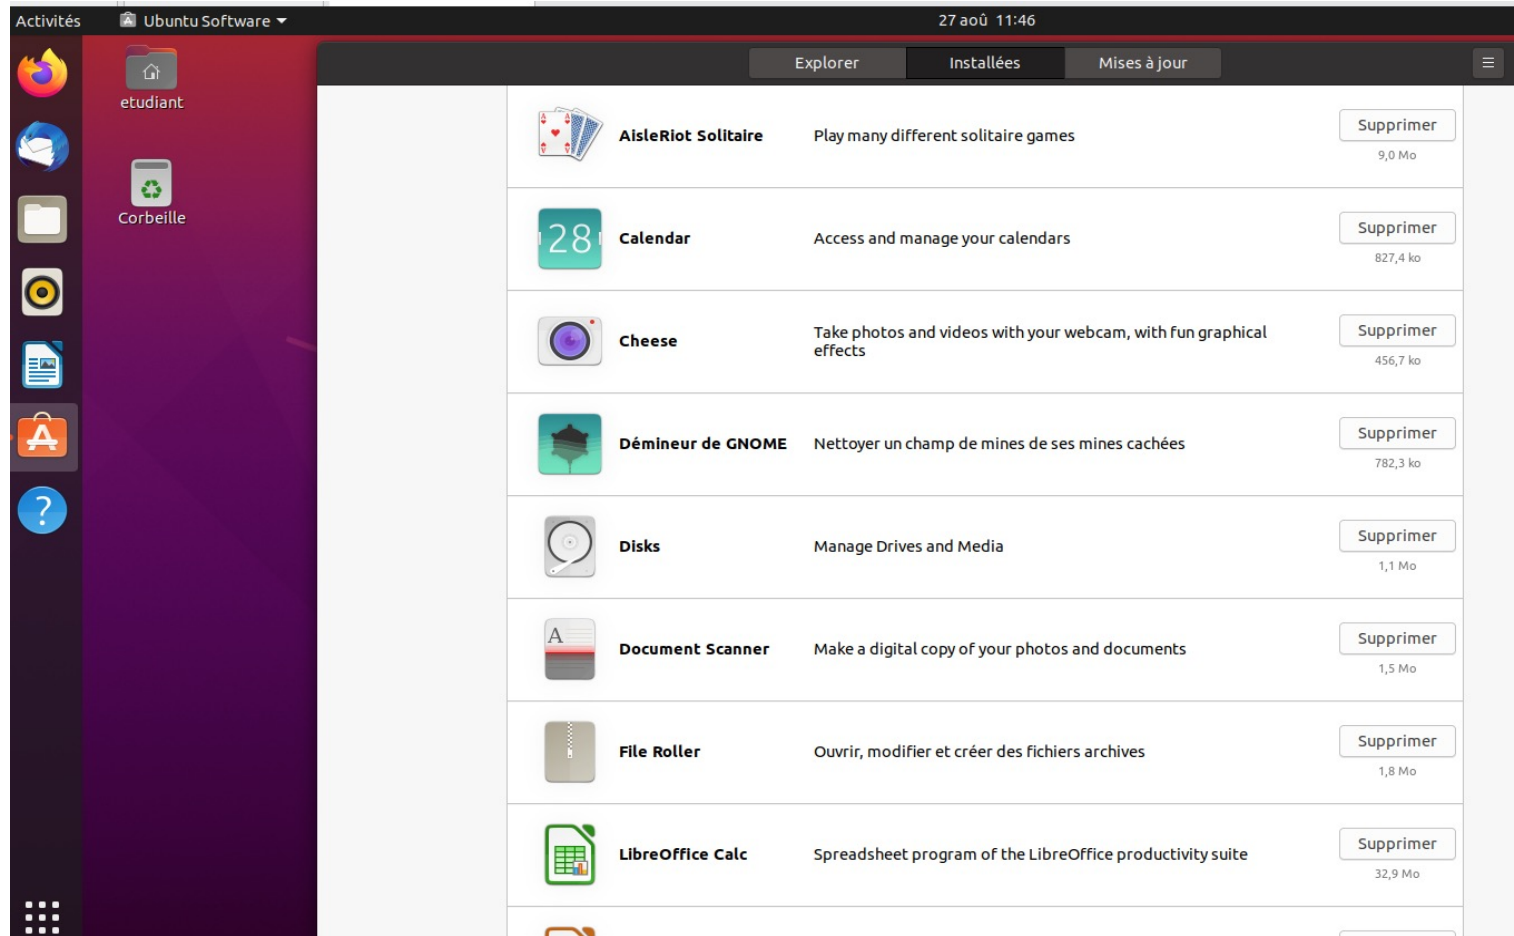 Activités
Ubuntu Software
27 aoû 11:46
etudiant
Corbeille
Explorer
Installées
Mises à jour
AisleRiot Solitaire
Play many different solitaire games
Supprimer
9,0 Mo
28
Calendar
Access and manage your calendars
Supprimer
827,4 ko
Cheese
Take photos and videos with your webcam, with fun graphical
effects
Supprimer
456,7 ko
Démineur de GNOME
Nettoyer un champ de mines de ses mines cachées
Supprimer
782,3 ko
Disks
Manage Drives and Media
Supprimer
1,1 Mo
A
Document Scanner
Make a digital copy of your photos and documents
Supprimer
1,5 Mo
File Roller
Ouvrir, modifier et créer des fichiers archives
Supprimer
1,8 Mo
LibreOffice Calc
Spreadsheet program of the LibreOffice productivity suite
Supprimer
32,9 Mo